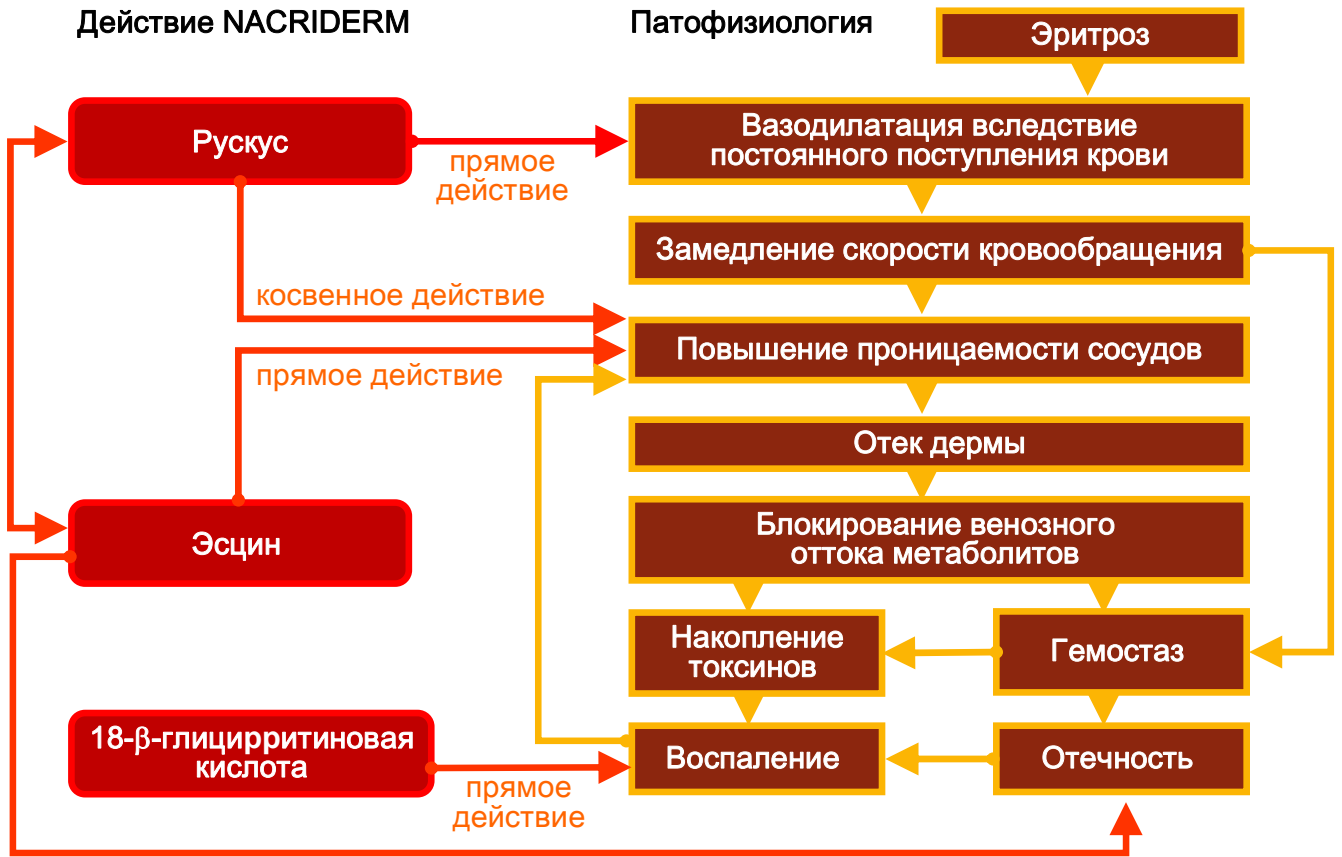 Действие NACRIDERM
Патофизиология
Эритроз
Рускус
прямое
действие
Вазодилатация вследствие
постоянного поступления крови
Замедление скорости кровообращения
косвенное действие
Повышение проницаемости сосудов
прямое действие
Отек дермы
Эсцин
Блокирование венозного
оттока метаболитов
Накопление
токсинов
Гемостаз
18-β-глицирритиновая
кислота
прямое
действие
Воспаление
Отечность